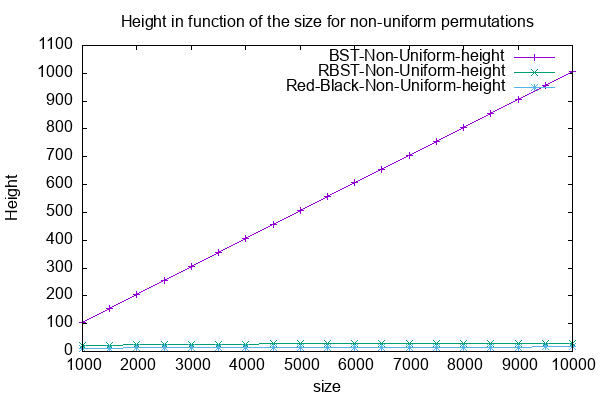 Height in function of the size for non-uniform permutations
BST-Non-Uniform-height
RBST-Non-Uniform-height
Red-Black-Non-Uniform-height
1100
1000
900
800
700
600
500
400
300
200
100
0
Height
1000 2000 3000 4000 5000 6000 7000 8000 9000 10000
size